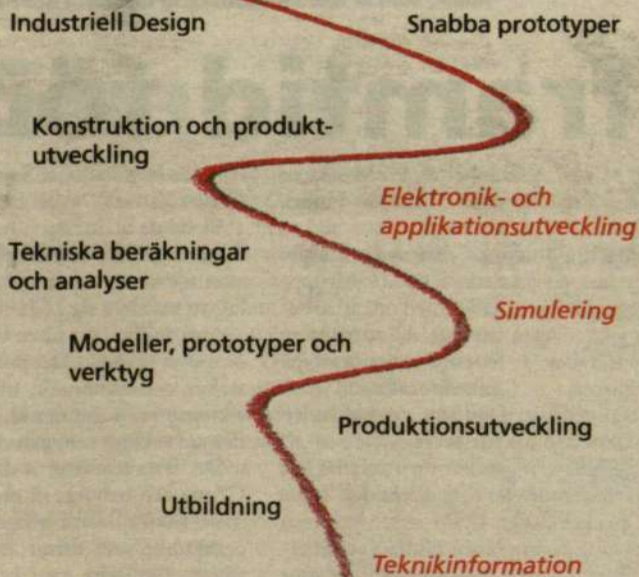 Industriell Design
Snabba prototyper
Konstruktion och produkt-
utveckling
Elektronik- och
applikationsutveckling
Tekniska beräkningar
och analyser
Simulering
Modeller, prototyper och
verktyg
Produktionsutveckling
Utbildning
Teknikinformation